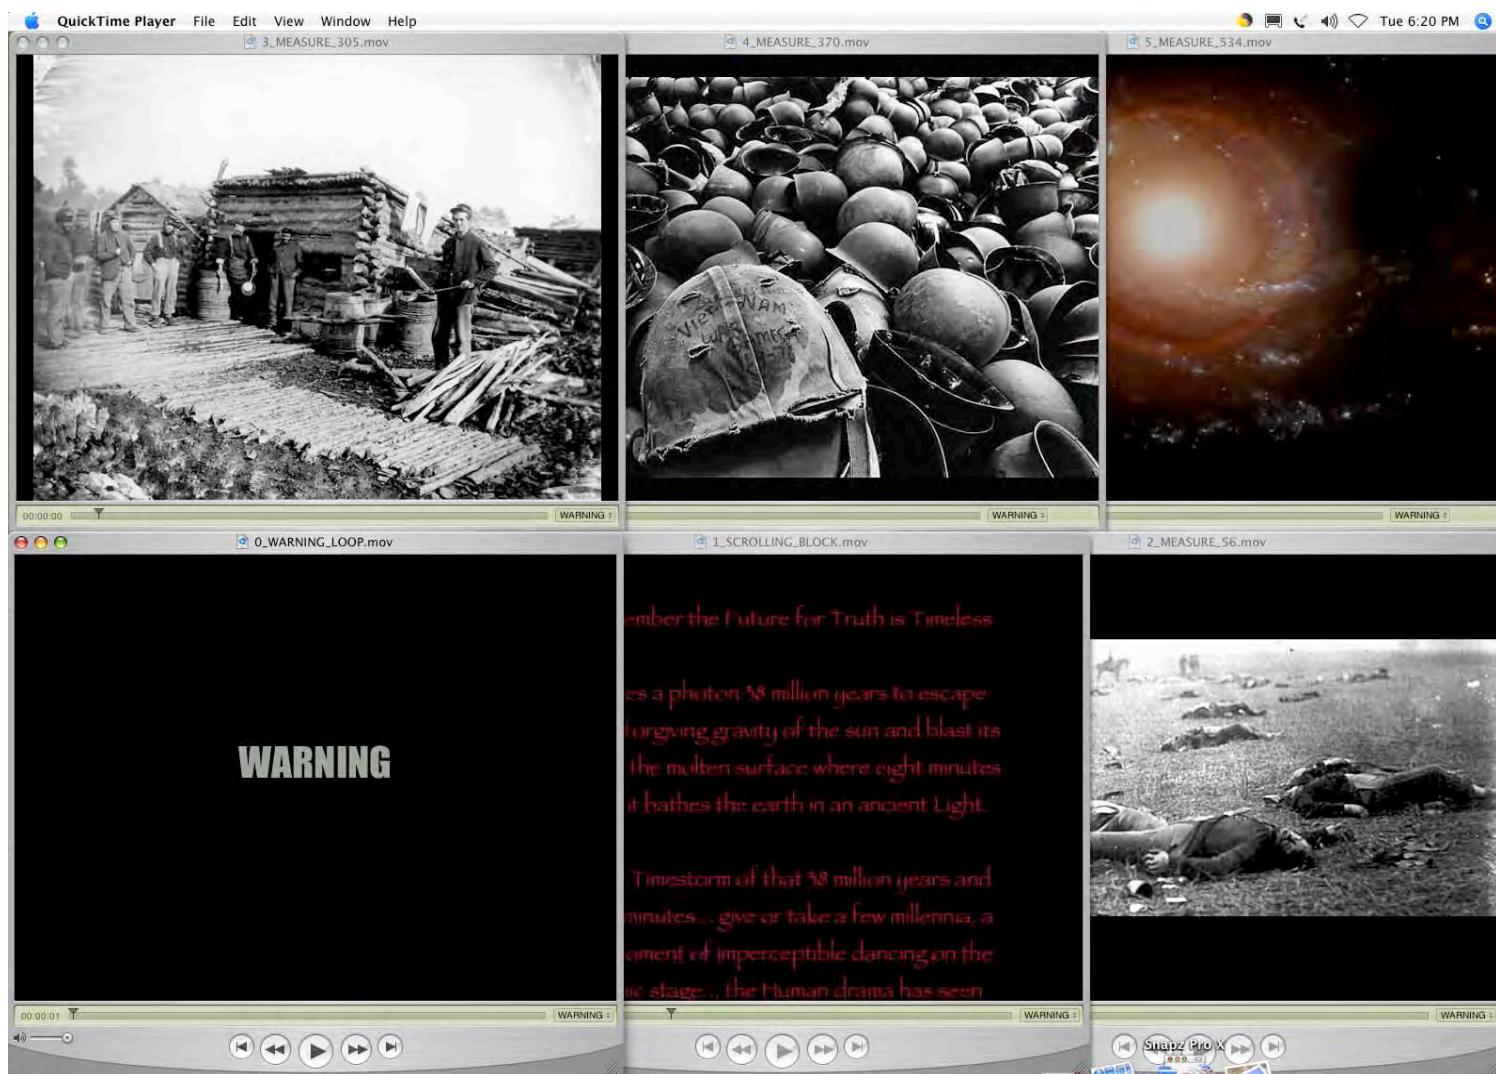 QuickTime Player File Edit View Window Help Tue 6:20 PM
3_MEASURE_305.mov
4_MEASURE_370.mov
5_MEASURE_534.mov
VIET NAM
00:00:00 WARNING
WARNING
WARNING
0_WARNING_LOOP.mov
1_SCROLLING_BLOCK.mov
2_MEASURE_56.mov
WARNING
ember the Future for Truth is Timeless
es a photon 38 million years to escape
forgiving gravity of the sun and blast its
the molten surface where eight minutes
it bathes the earth in an ancient Light.
Timestorm of that 38 million years and
minutes... give or take a few millennia, a
oment of imperceptible dancing on the
ic stage... the Human drama has seen
00:00:01 WARNING
WARNING
WARNING
Snapz Pro X